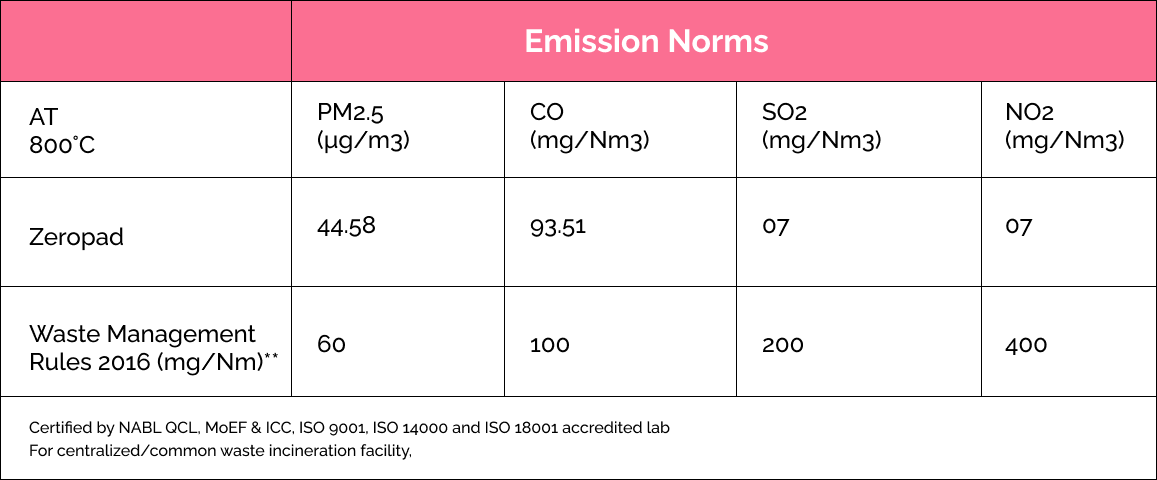 Emission Norms
AT
800°C
PM2.5
(µg/m3)
CO
(mg/Nm3)
SO2
(mg/Nm3)
NO2
(mg/Nm3)
Zeropad
44.58
93.51
07
07
Waste Management
Rules 2016 (mg/Nm)**
60
100
200
400
Certified by NABL QCL, MoEF & ICC, ISO 9001, ISO 14000 and ISO 18001 accredited lab
For centralized/common waste incineration facility,